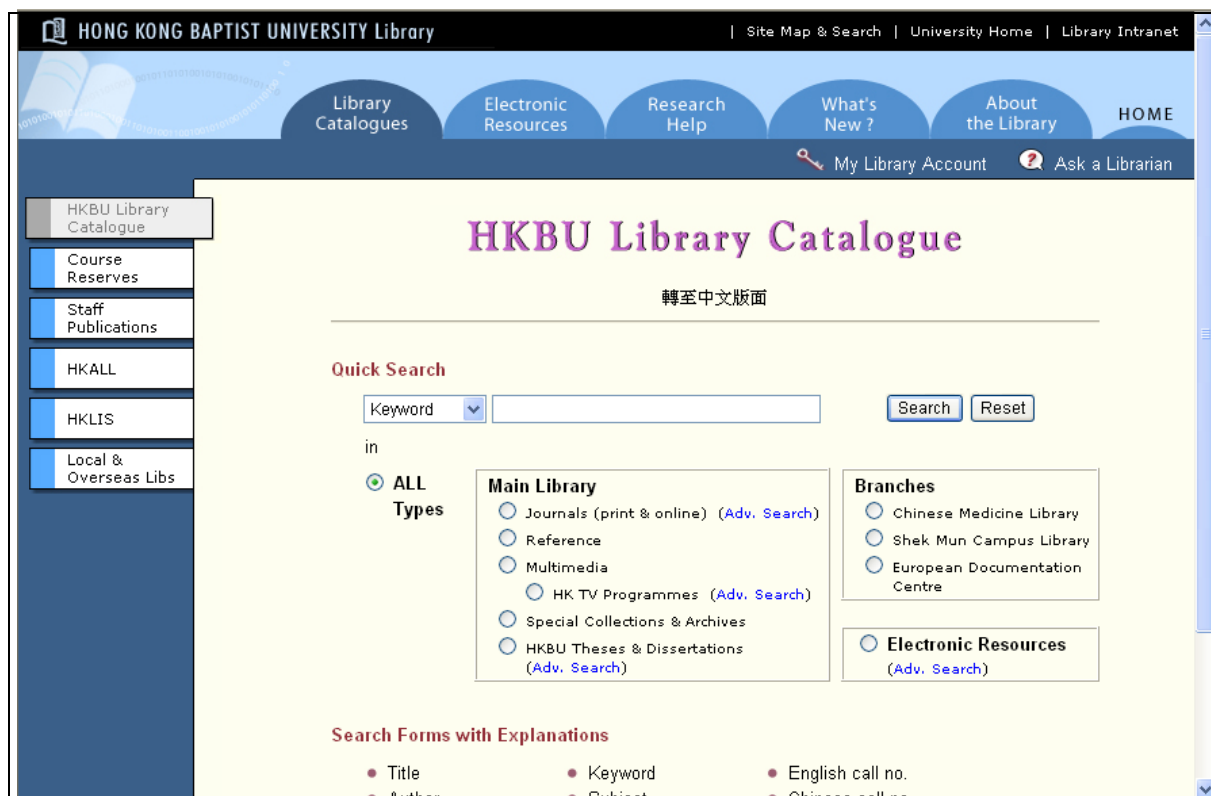 HONG KONG BAPTIST UNIVERSITY Library
| Site Map & Search | University Home | Library Intranet
Library Catalogues
Electronic Resources
Research Help
What's New ?
About the Library
HOME
My Library Account
Ask a Librarian
HKBU Library
Catalogue
Course
Reserves
Staff
Publications
HKALL
HKLIS
Local &
Overseas Libs
HKBU Library Catalogue
轉至中文版面
Quick Search
Keyword
Search
Reset
in
ALL
Types
Main Library
Journals (print & online) (Adv. Search)
Reference
Multimedia
HK TV Programmes (Adv. Search)
Special Collections & Archives
HKBU Theses & Dissertations
(Adv. Search)
Branches
Chinese Medicine Library
Shek Mun Campus Library
European Documentation
Centre
Electronic Resources
(Adv. Search)
Search Forms with Explanations
Title
Keyword
English call no.
Author
Subject
Chinese call no.